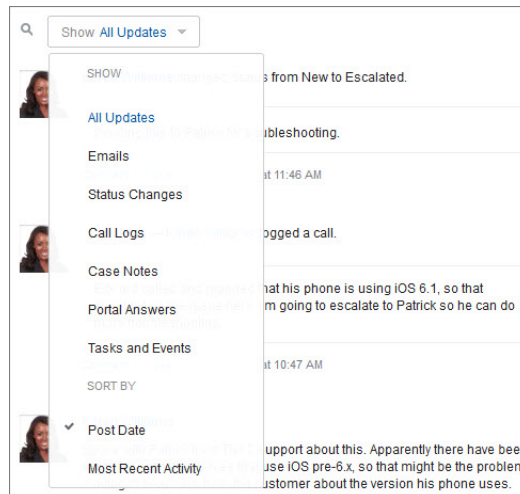 Show All Updates
SHOW
s from New to Escalated.
All Updates
ubleshooting.
Emails
at 11:46 AM
Status Changes
Call Logs
ogged a call.
Case Notes
hat his phone is using iOS 6.1, so that
Portal Answers
m going to escalate to Patrick so he can do
Tasks and Events
at 10:47 AM
SORT BY
Post Date
upport about this. Apparently there have bee
Most Recent Activity
use iOS pre-6.x, so that might be the problem
ustomer about the version his phone uses.